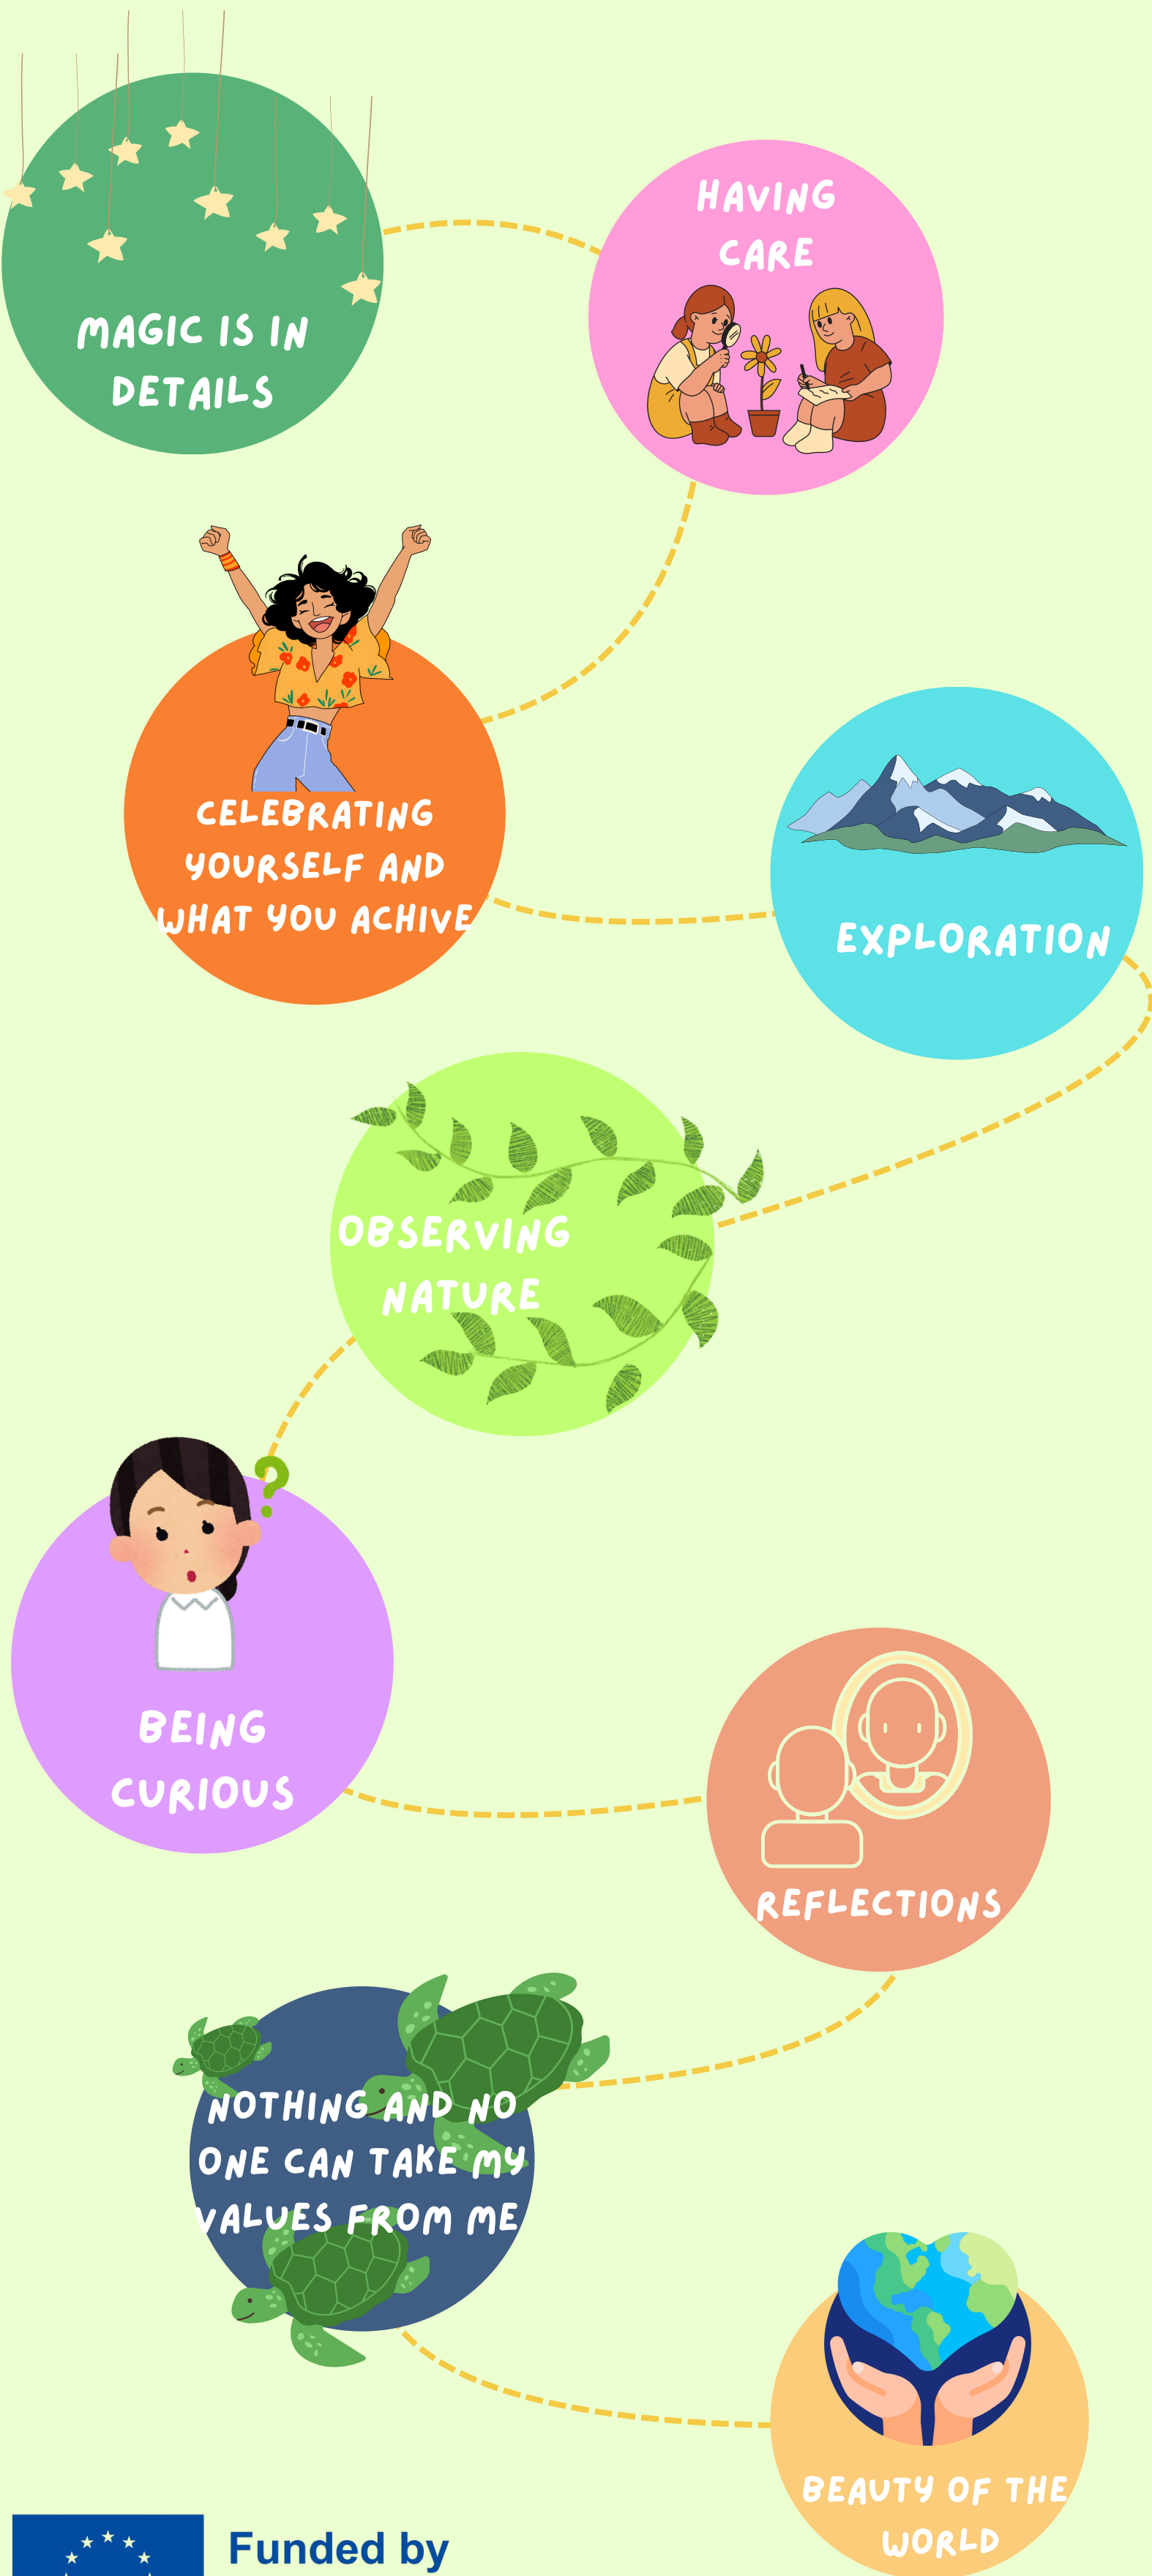 MAGIC IS IN
DETAILS
HAVING
CARE
CELEBRATING
YOURSELF AND
WHAT YOU ACHIVE
EXPLORATION
OBSERVING
NATURE
?
BEING
CURIOUS
REFLECTIONS
NOTHING AND NO
ONE CAN TAKE MY
VALUES FROM ME
BEAUTY OF THE
WORLD
Funded by